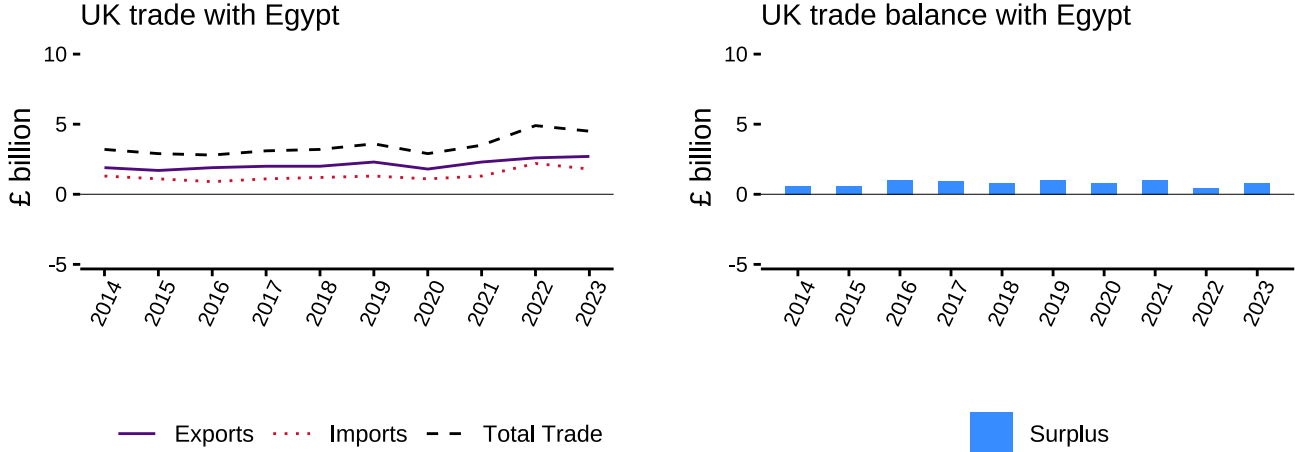 UK trade with Egypt
£ billion
10
5
0
-5
2014 2015 2016 2017 2018 2019 2020 2021 2022 2023
Exports Imports Total Trade
UK trade balance with Egypt
£ billion
10
5
0
-5
2014 2015 2016 2017 2018 2019 2020 2021 2022 2023
Surplus